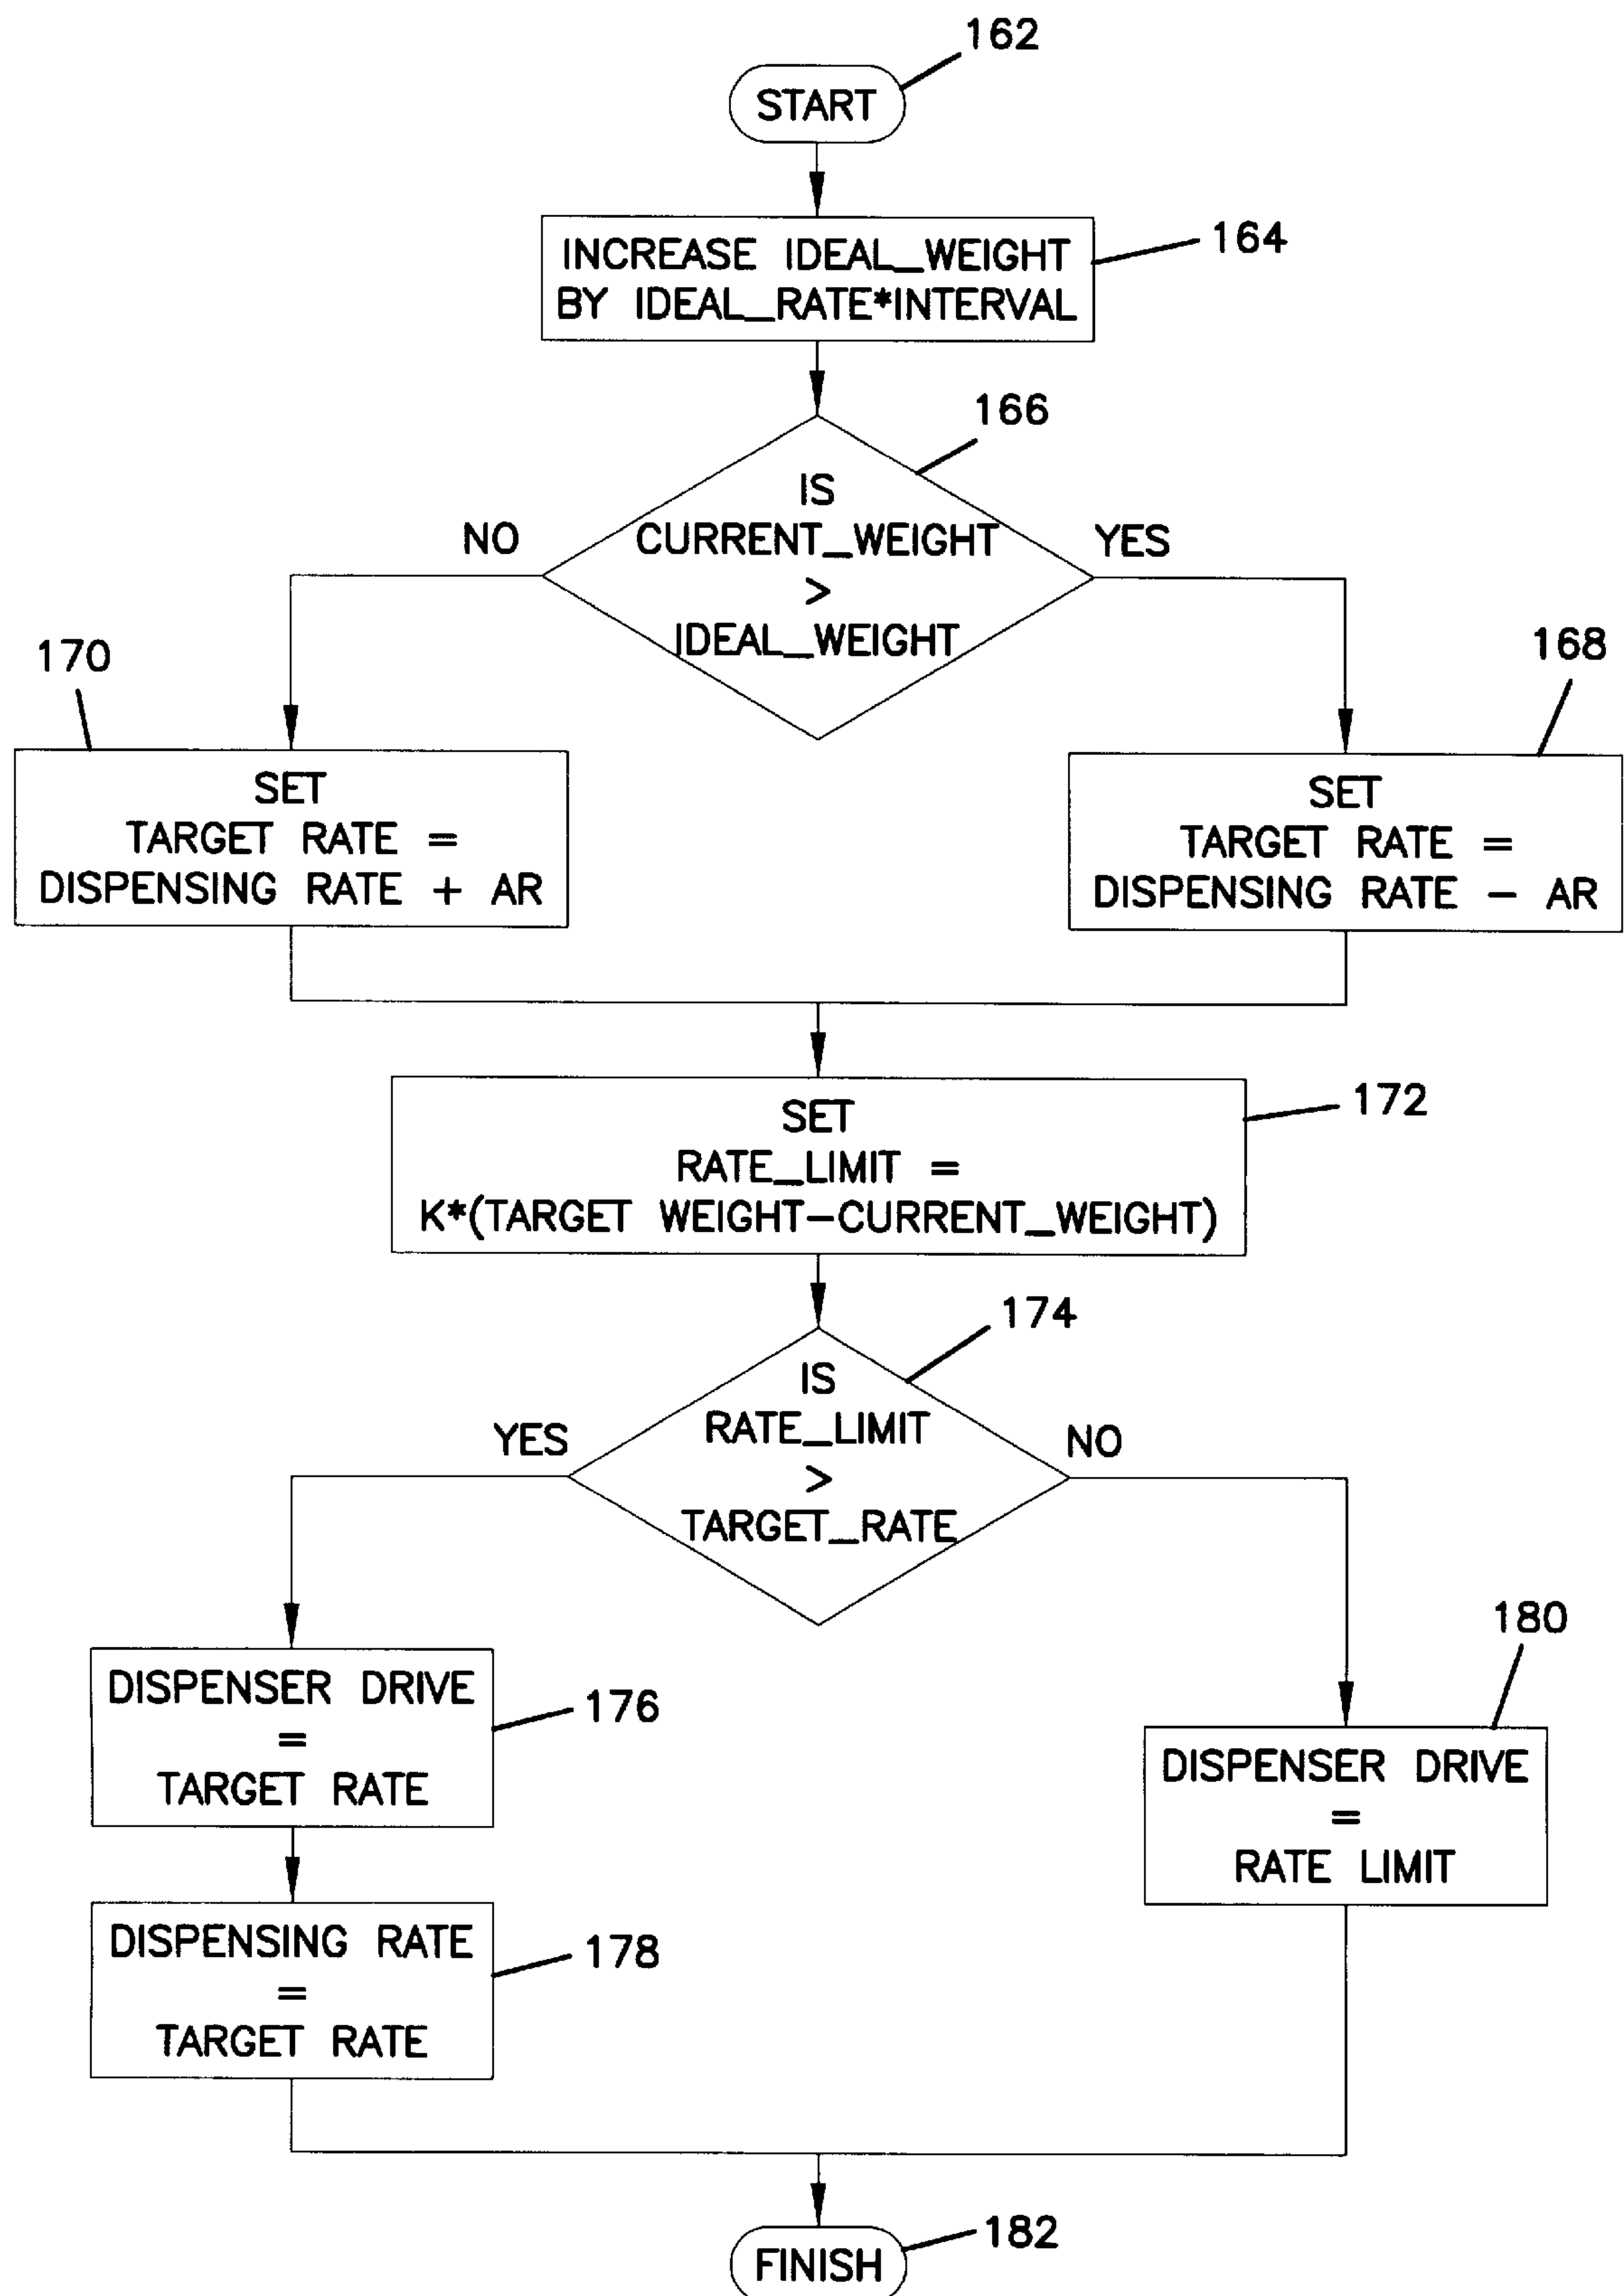 162
START
164
INCREASE IDEAL_WEIGHT
BY IDEAL_RATE*INTERVAL
166
IS
CURRENT_WEIGHT
>
IDEAL_WEIGHT
NO
YES
170
SET
TARGET RATE =
DISPENSING RATE + AR
168
SET
TARGET RATE =
DISPENSING RATE - AR
172
SET
RATE_LIMIT =
K*(TARGET WEIGHT-CURRENT_WEIGHT)
174
IS
RATE_LIMIT
>
TARGET_RATE
YES
NO
176
DISPENSER DRIVE
=
TARGET RATE
180
DISPENSER DRIVE
=
RATE LIMIT
178
DISPENSING RATE
=
TARGET RATE
182
FINISH